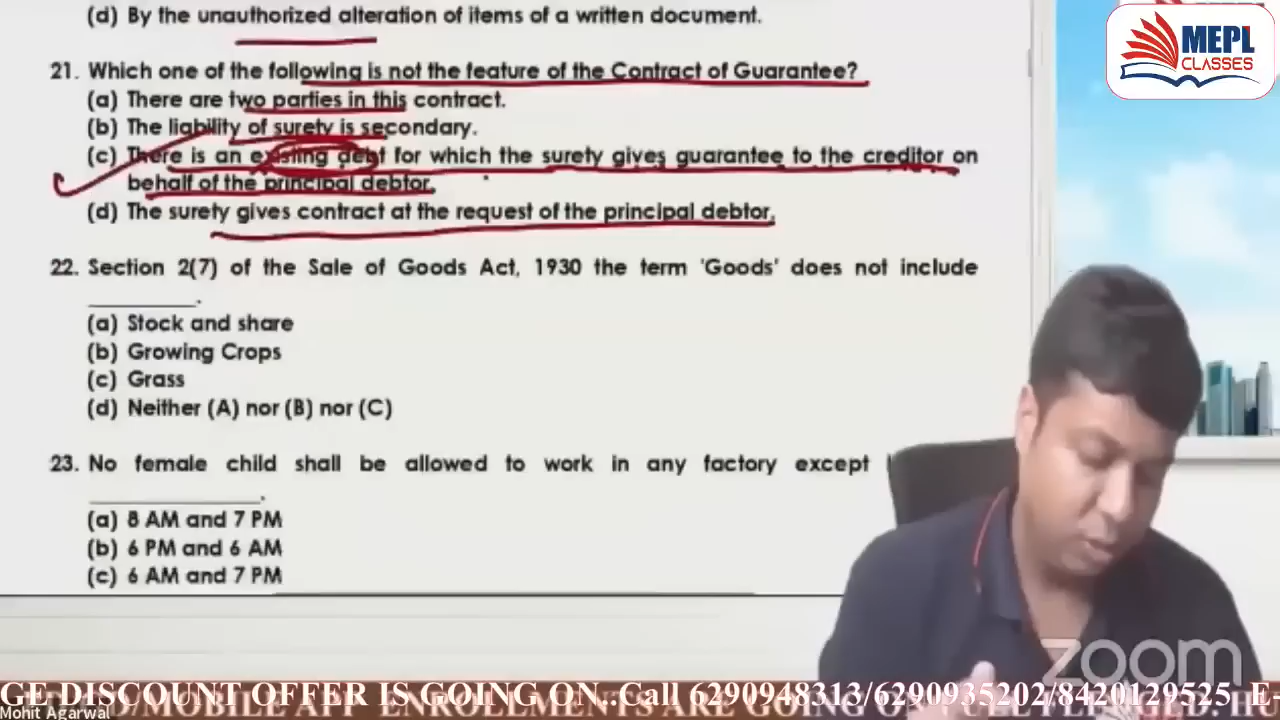 (d) By the unauthorized alteration of items of a written document.
MEPL
CLASSES
21. Which one of the following is not the feature of the Contract of Guarantee?
(a) There are two parties in this contract.
(b) The liability of surety is secondary.
(c) There is an existing debt for which the surety gives guarantee to the creditor on
behalf of the principal debtor.
(d) The surety gives contract at the request of the principal debtor.
22. Section 2(7) of the Sale of Goods Act, 1930 the term 'Goods' does not include
_________.
(a) Stock and share
(b) Growing Crops
(c) Grass
(d) Neither (A) nor (B) nor (C)
23. No female child shall be allowed to work in any factory except
______________.
(a) 8 AM and 7 PM
(b) 6 PM and 6 AM
(c) 6 AM and 7 PM
zoom
GE DISCOUNT OFFER IS GOING ON. Call 6290948313/6290935202/8420129525 E-
Mohit Agarwal